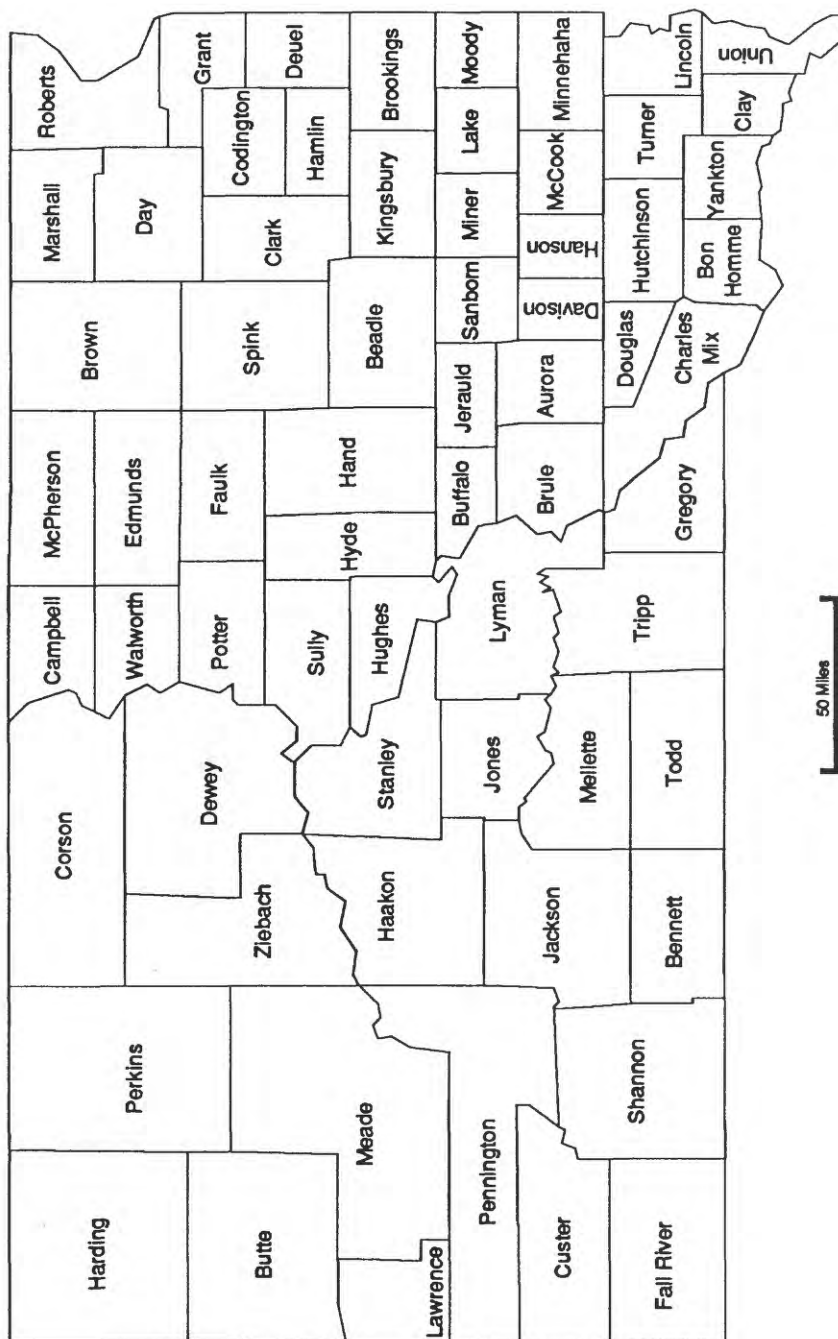 Harding
Perkins
Corson
Campbell
McPherson
Brown
Marshall
Roberts
Butte
Meade
Ziebach
Dewey
Walworth
Edmunds
Day
Grant
Potter
Faulk
Spink
Clark
Codington
Deuel
Hamlin
Lawrence
Haakon
Stanley
Sully
Hughes
Hyde
Hand
Beadle
Kingsbury
Brookings
Pennington
Jackson
Jones
Lyman
Buffalo
Jerauld
Sanborn
Miner
Lake
Moody
Custer
Brule
Aurora
Davison
Hanson
McCook
Minnehaha
Fall River
Shannon
Bennett
Mellette
Todd
Tripp
Gregory
Charles
Mix
Douglas
Hutchinson
Turner
Lincoln
Bon
Homme
Yankton
Clay
Union
50 Miles